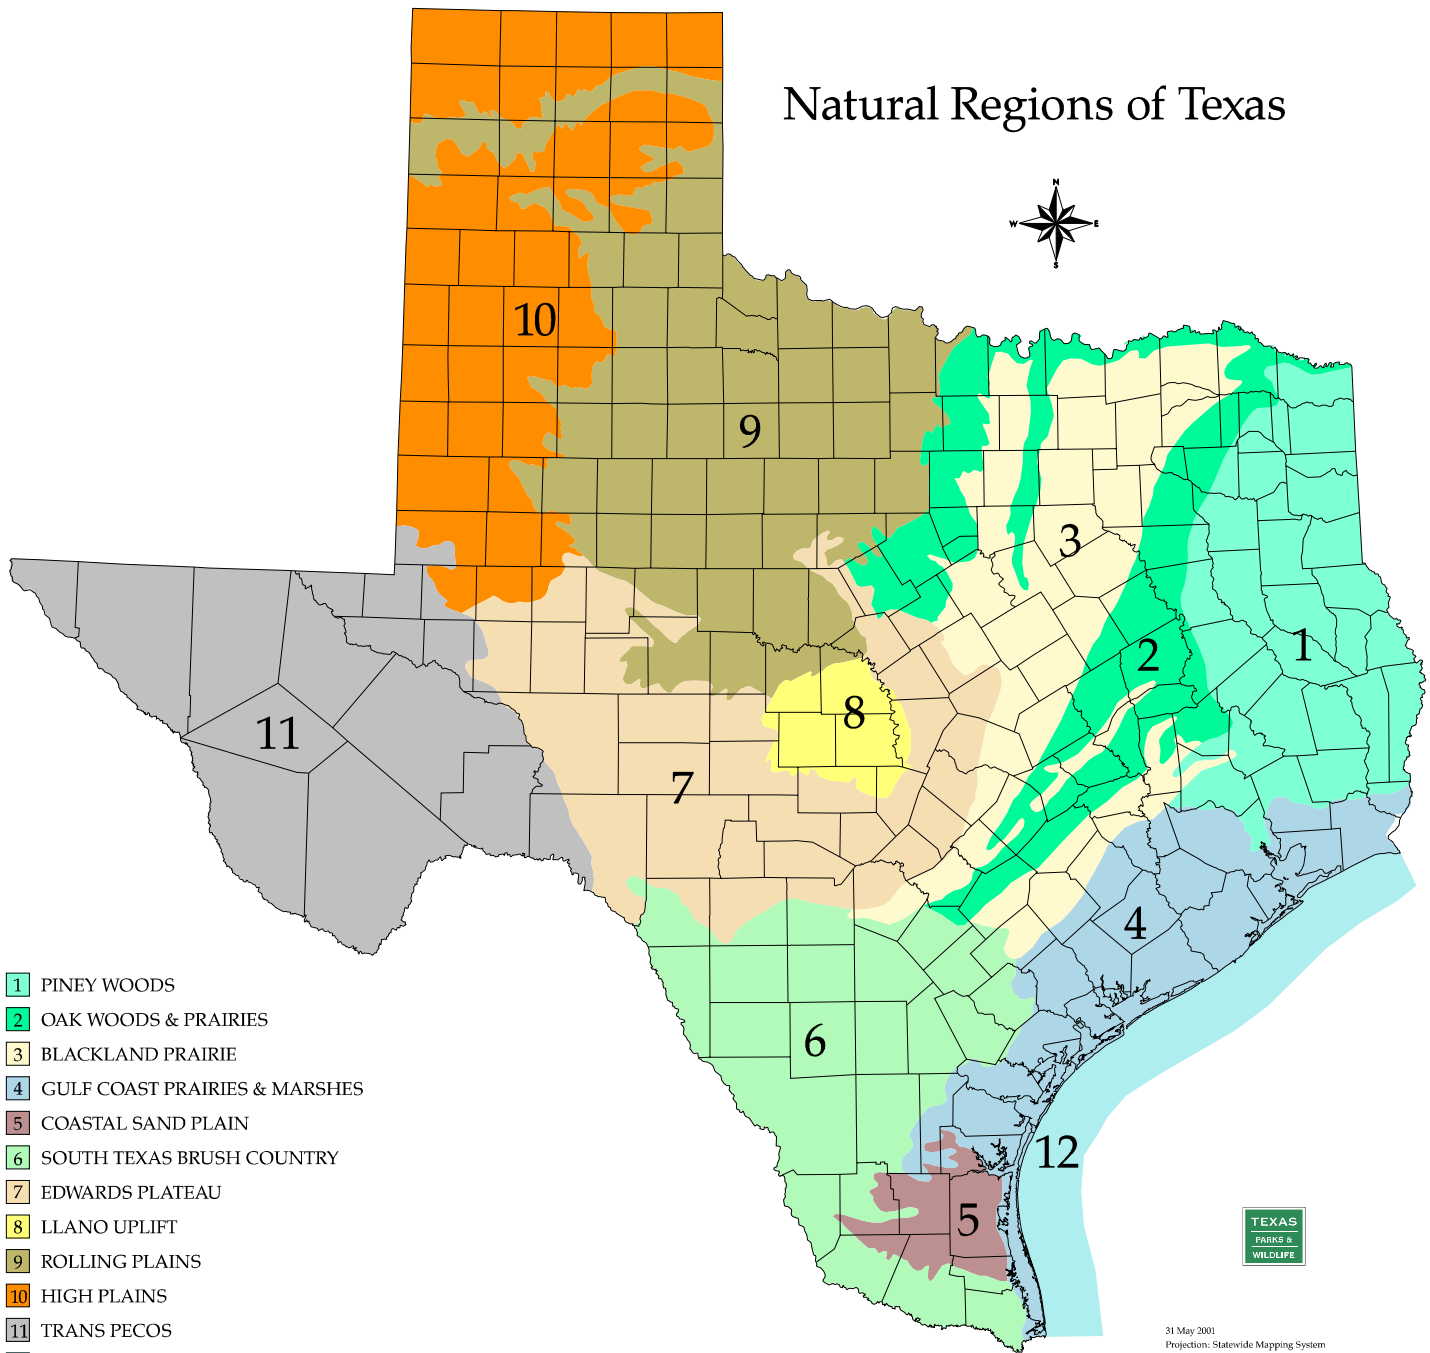 Natural Regions of Texas
N
W
E
S
10
9
3
2
1
8
11
7
4
6
12
5
1 PINEY WOODS
2 OAK WOODS & PRAIRIES
3 BLACKLAND PRAIRIE
4 GULF COAST PRAIRIES & MARSHES
5 COASTAL SAND PLAIN
6 SOUTH TEXAS BRUSH COUNTRY
7 EDWARDS PLATEAU
8 LLANO UPLIFT
9 ROLLING PLAINS
10 HIGH PLAINS
11 TRANS PECOS
TEXAS
PARKS &
WILDLIFE
31 May 2001
Projection: Statewide Mapping System